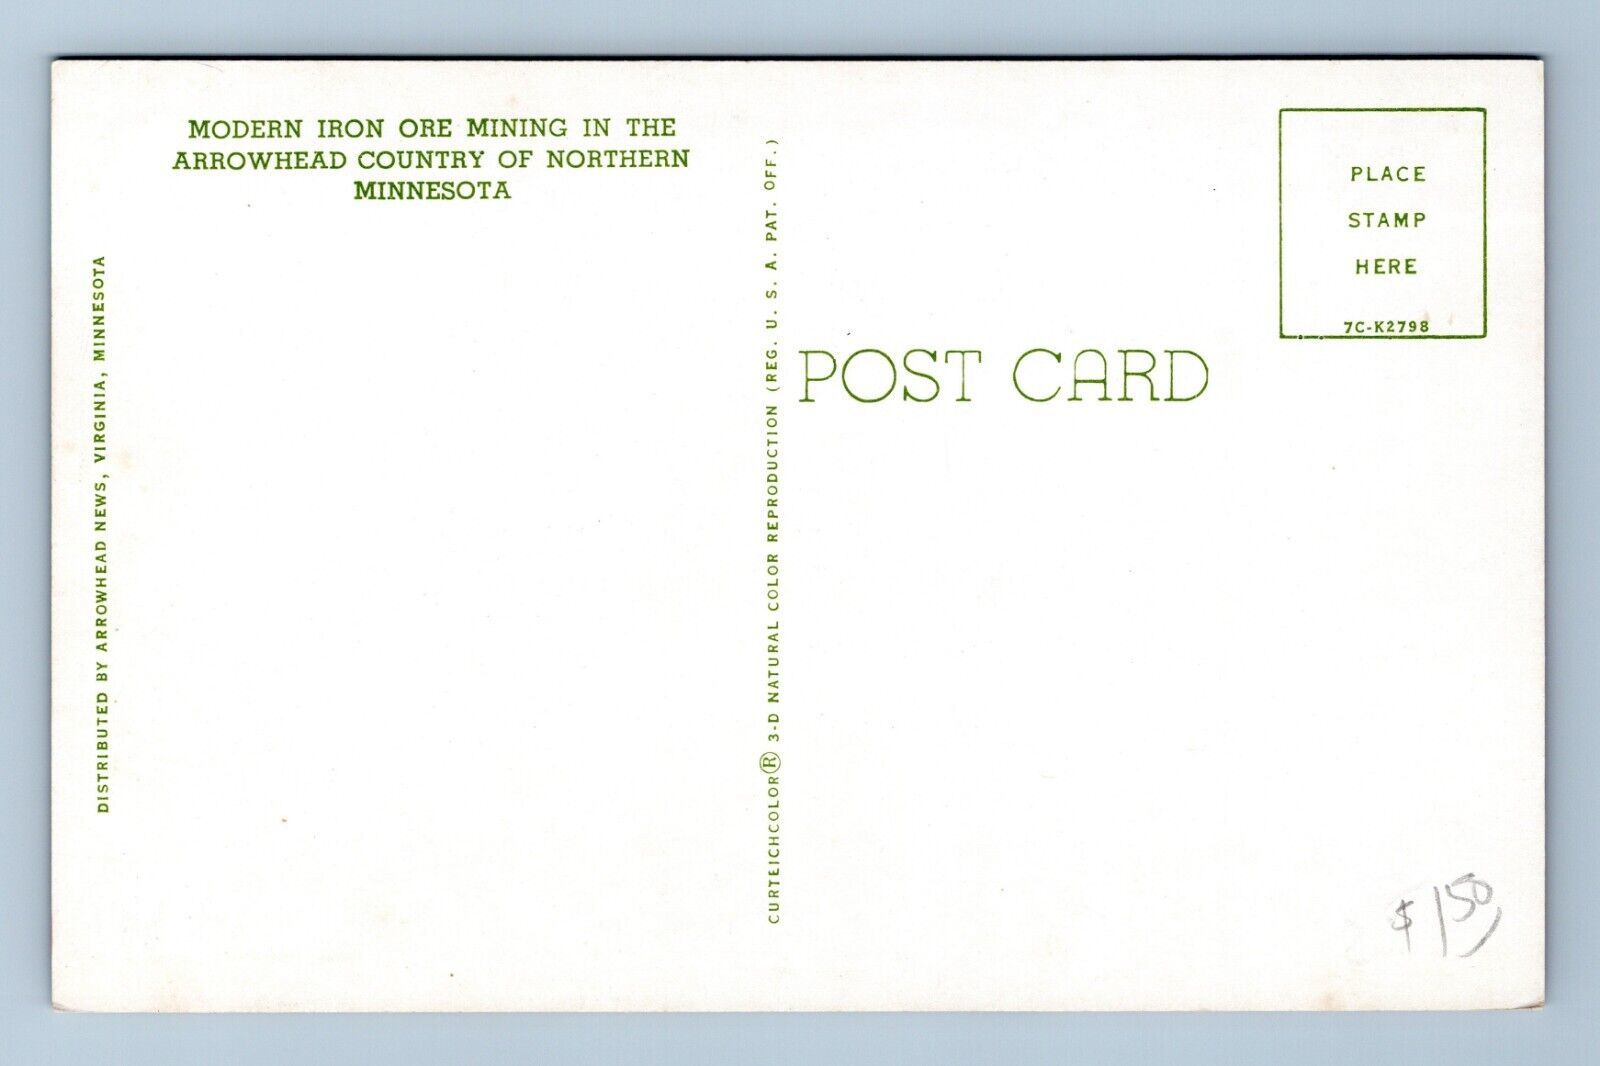 MODERN IRON ORE MINING IN THE
ARROWHEAD COUNTRY OF NORTHERN
MINNESOTA
DISTRIBUTED BY ARROWHEAD NEWS, VIRGINIA, MINNESOTA
CURTEICHCOLOR® 3-D NATURAL COLOR REPRODUCTION (REG. U. S. A. PAT. OFF.)
POST CARD
PLACE
STAMP
HERE
7C-K2798
$150